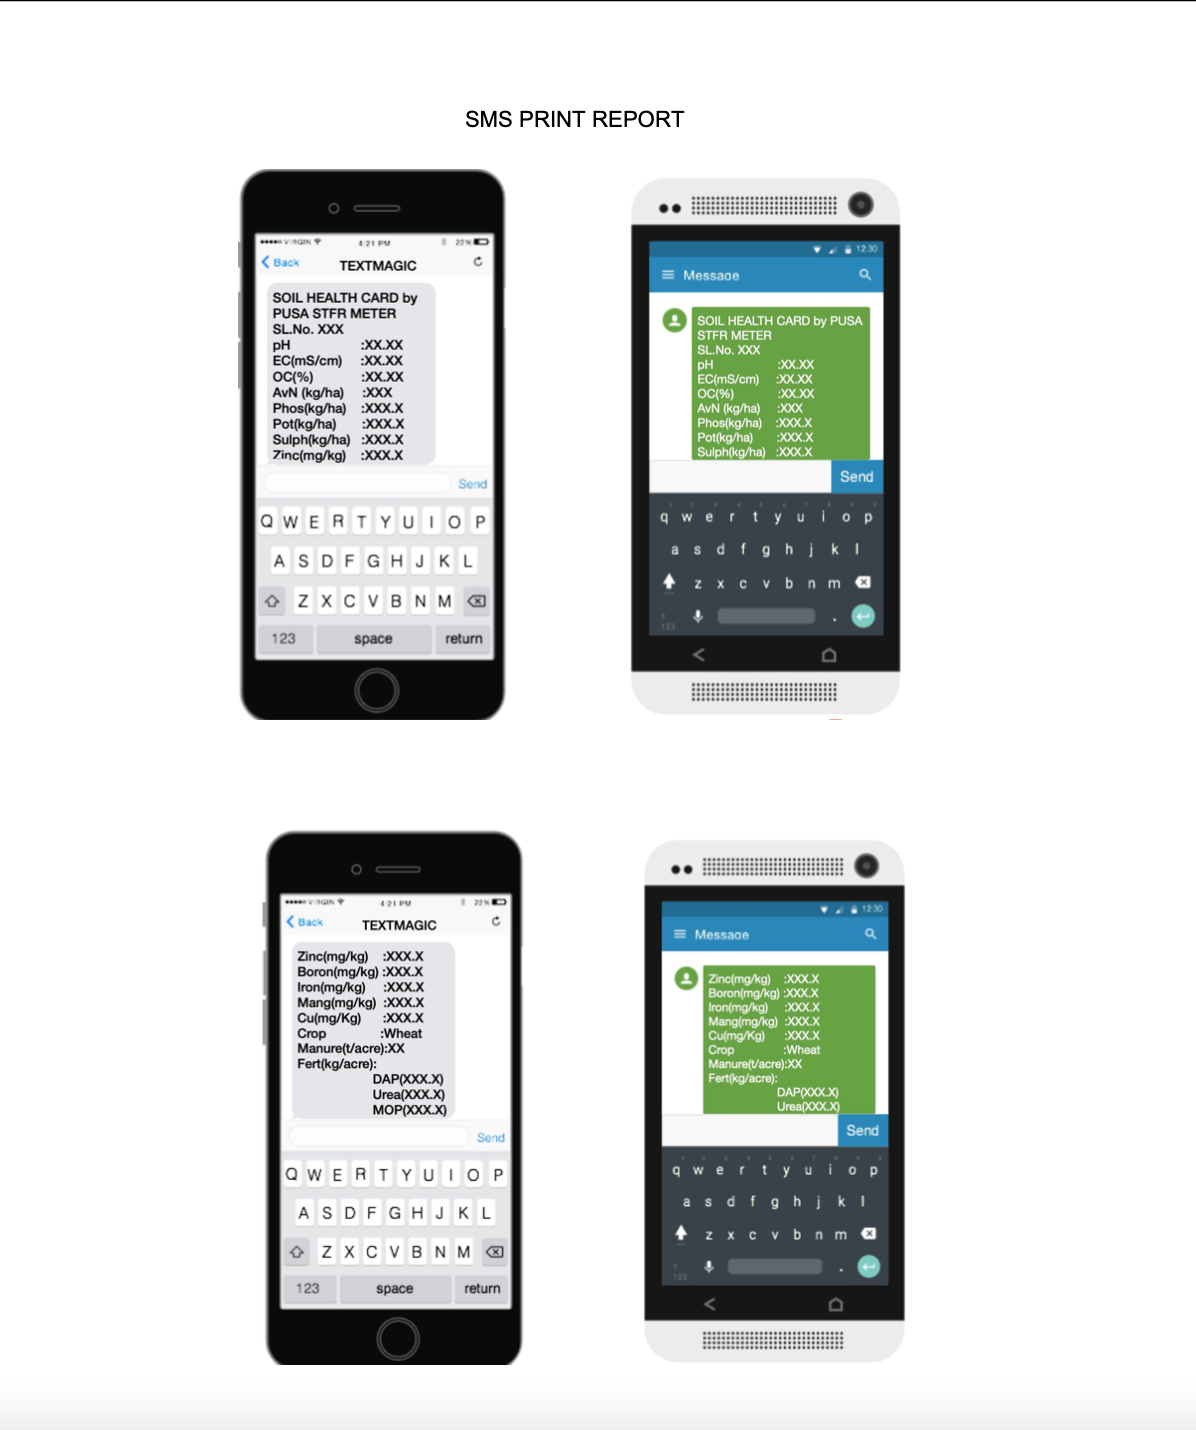 SMS PRINT REPORT
VIRGIN 4:21 PM 22%
Back TEXTMAGIC
SOIL HEALTH CARD by
PUSA STFR METER
SL.No. XXX
pH :XX.XX
EC(mS/cm) :XX.XX
OC(%) :XX.XX
AvN (kg/ha) :XXX
Phos(kg/ha) :XXX.X
Pot(kg/ha) :XXX.X
Sulph(kg/ha) :XXX.X
Zinc(mg/kg) :XXX.X
Send
Q W E R T Y U I O P
A S D F G H J K L
Z X C V B N M
123 space return
12:30
Message
SOIL HEALTH CARD by PUSA
STFR METER
SL.No. XXX
pH :XX.XX
EC(mS/cm) :XX.XX
OC(%) :XX.XX
AvN (kg/ha) :XXX
Phos(kg/ha) :XXX.X
Pot(kg/ha) :XXX.X
Sulph(kg/ha) :XXX.X
Send
q w e r t y u i o p
a s d f g h j k l
z x c v b n m
?
123 .
VIRGIN 4:21 PM 22%
Back TEXTMAGIC
Zinc(mg/kg) :XXX.X
Boron(mg/kg) :XXX.X
Iron(mg/kg) :XXX.X
Mang(mg/kg) :XXX.X
Cu(mg/Kg) :XXX.X
Crop :Wheat
Manure(t/acre):XX
Fert(kg/acre):
DAP(XXX.X)
Urea(XXX.X)
MOP(XXX.X)
Send
Q W E R T Y U I O P
A S D F G H J K L
Z X C V B N M
123 space return
12:30
Message
Zinc(mg/kg) :XXX.X
Boron(mg/kg) :XXX.X
Iron(mg/kg) :XXX.X
Mang(mg/kg) :XXX.X
Cu(mg/Kg) :XXX.X
Crop :Wheat
Manure(t/acre):XX
Fert(kg/acre):
DAP(XXX.X)
Urea(XXX.X)
Send
q w e r t y u i o p
a s d f g h j k l
z x c v b n m
?
123 .